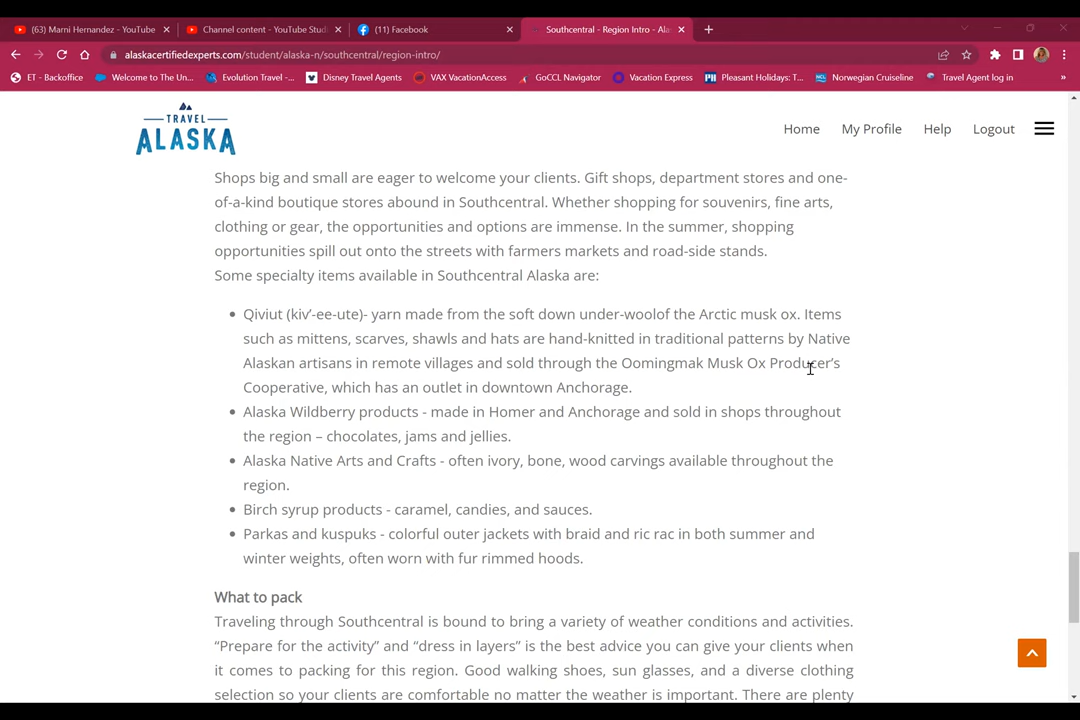 (63) Marni Hernandez - YouTube
Channel content - YouTube Studi
(11) Facebook
Southcentral - Region Intro - Ala
alaskacertifiedexperts.com/student/alaska-n/southcentral/region-intro/
ET - Backoffice
Welcome to The Un...
Evolution Travel -...
Disney Travel Agents
VAX VacationAccess
GoCCL Navigator
Vacation Express
Pleasant Holidays: T...
Norwegian Cruiseline
Travel Agent log in
»
TRAVEL
ALASKA
Home
My Profile
Help
Logout
Shops big and small are eager to welcome your clients. Gift shops, department stores and one-
of-a-kind boutique stores abound in Southcentral. Whether shopping for souvenirs, fine arts,
clothing or gear, the opportunities and options are immense. In the summer, shopping
opportunities spill out onto the streets with farmers markets and road-side stands.
Some specialty items available in Southcentral Alaska are:
• Qiviut (kiv’-ee-ute)- yarn made from the soft down under-woolof the Arctic musk ox. Items
such as mittens, scarves, shawls and hats are hand-knitted in traditional patterns by Native
Alaskan artisans in remote villages and sold through the Oomingmak Musk Ox Producer’s
Cooperative, which has an outlet in downtown Anchorage.
• Alaska Wildberry products - made in Homer and Anchorage and sold in shops throughout
the region – chocolates, jams and jellies.
• Alaska Native Arts and Crafts - often ivory, bone, wood carvings available throughout the
region.
• Birch syrup products - caramel, candies, and sauces.
• Parkas and kuspuks - colorful outer jackets with braid and ric rac in both summer and
winter weights, often worn with fur rimmed hoods.
What to pack
Traveling through Southcentral is bound to bring a variety of weather conditions and activities.
“Prepare for the activity” and “dress in layers” is the best advice you can give your clients when
it comes to packing for this region. Good walking shoes, sun glasses, and a diverse clothing
selection so your clients are comfortable no matter the weather is important. There are plenty